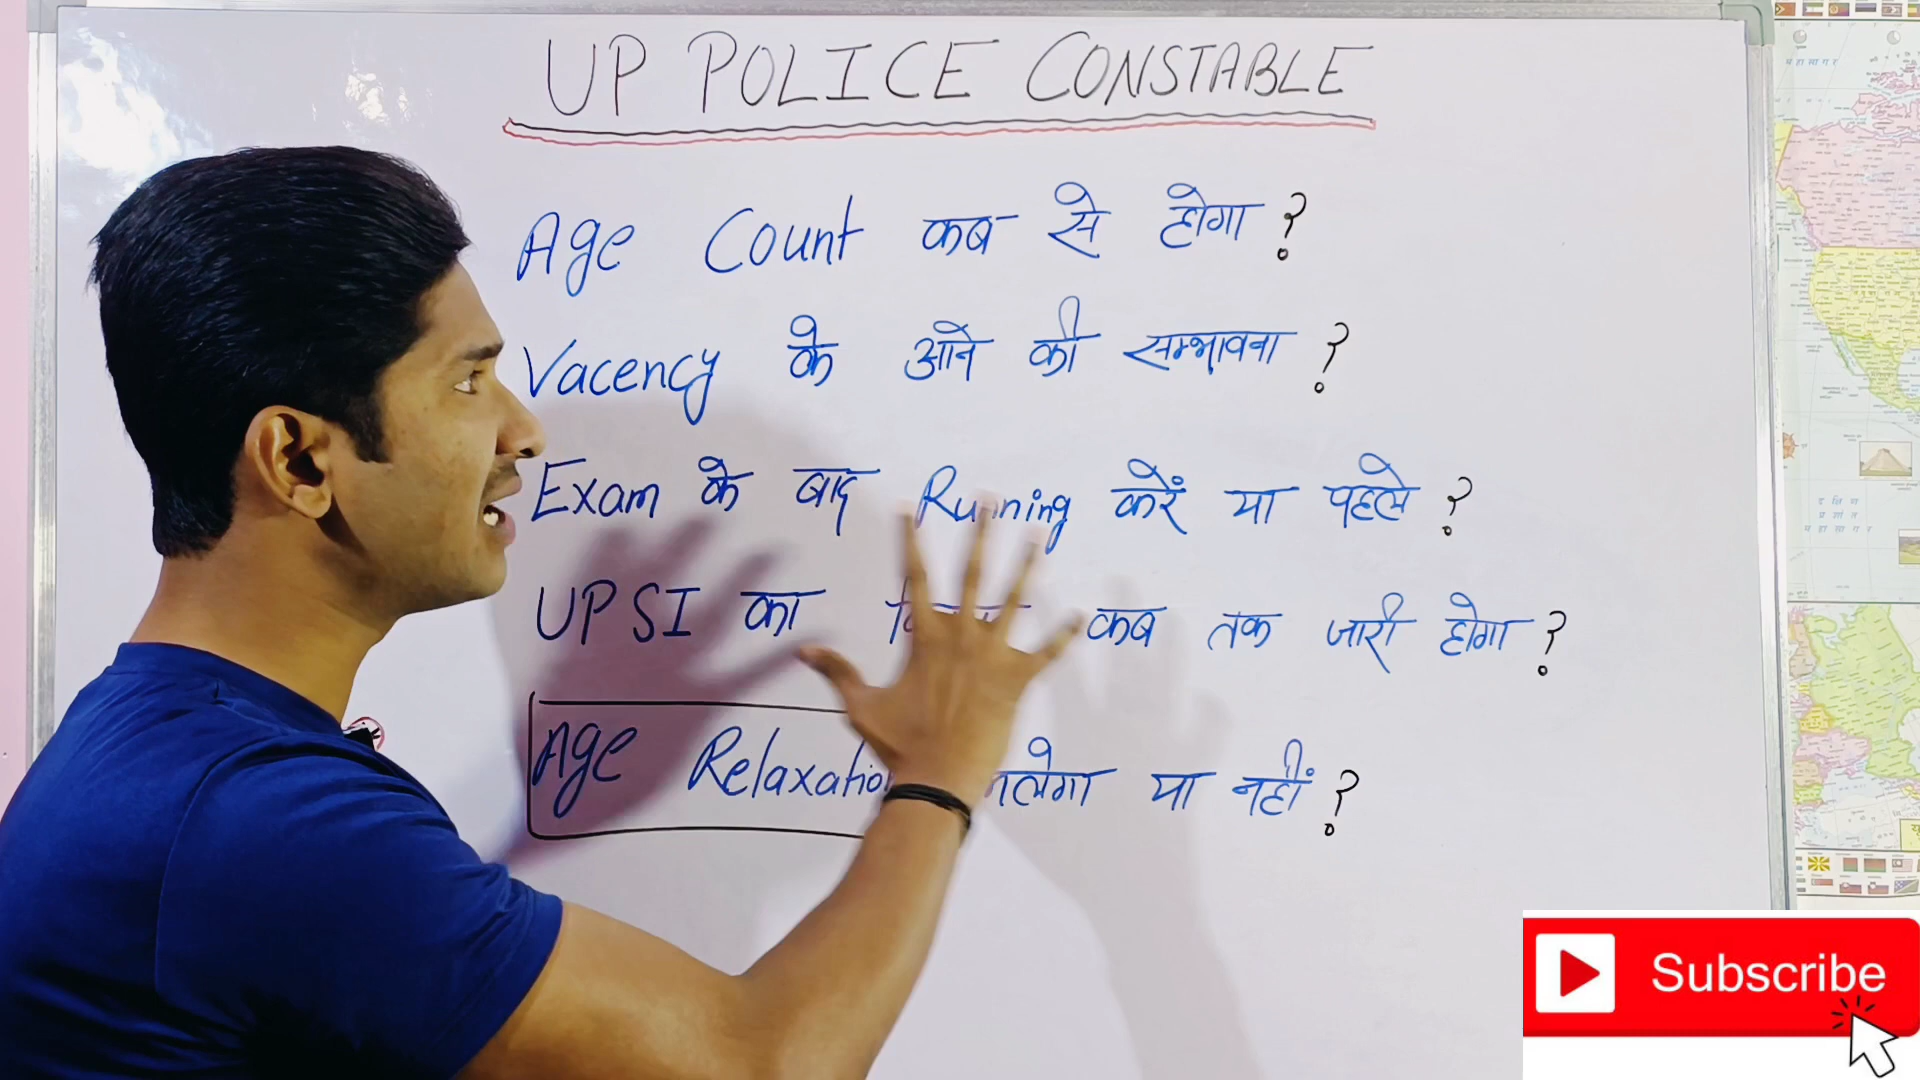 UP POLICE CONSTABLE
Age Count कब से होगा ?
Vacency के आने की सम्भावना ?
Exam के बाद Running करें या पहले ?
UPSI का कब तक जारी होगा ?
Age Relaxation या नहीं ?
Subscribe